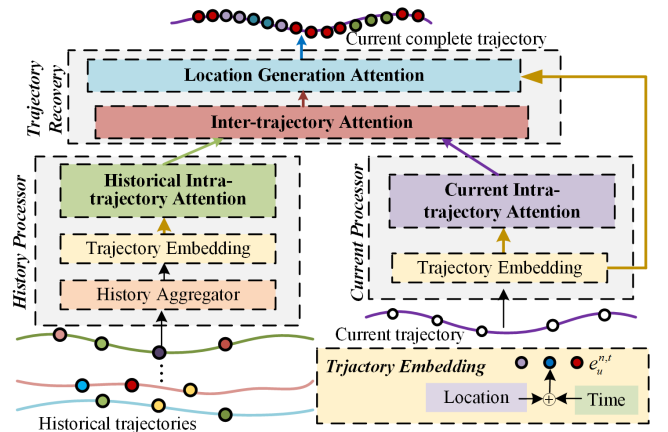 Current complete trajectory
Trajectory
Recovery
Location Generation Attention
Inter-trajectory Attention
History Processor
Historical Intra-
trajectory Attention
Trajectory Embedding
History Aggregator
Current Processor
Current Intra-
trajectory Attention
Trajectory Embedding
Current trajectory
Historical trajectories
Trjactory Embedding
e_u^{n,t}
Location
+
Time